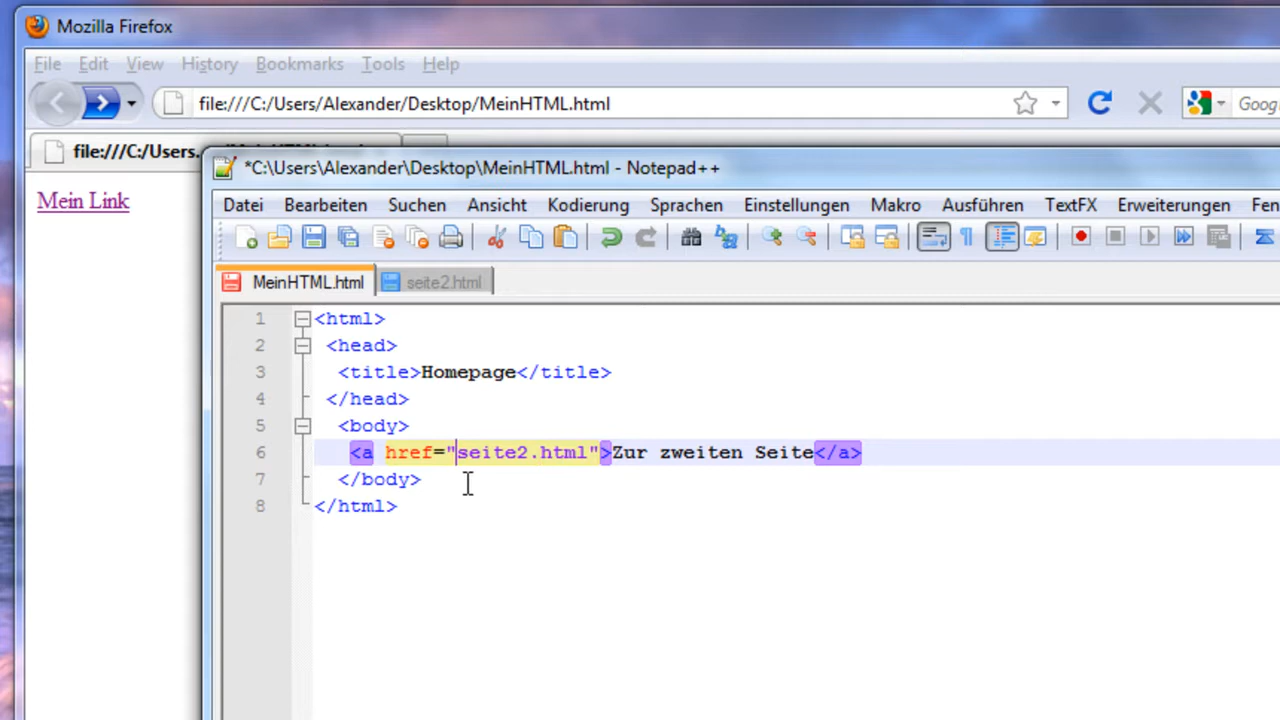 Mozilla Firefox
File Edit View History Bookmarks Tools Help
file:///C:/Users/Alexander/Desktop/MeinHTML.html
file:///C:/Users.
Mein Link
*C:\Users\Alexander\Desktop\MeinHTML.html - Notepad++
Datei Bearbeiten Suchen Ansicht Kodierung Sprachen Einstellungen Makro Ausführen TextFX Erweiterungen Fen
MeinHTML.html seite2.html
1 <html>
2 <head>
3 <title>Homepage</title>
4 </head>
5 <body>
6 <a href="seite2.html">Zur zweiten Seite</a>
7 </body>
8 </html>